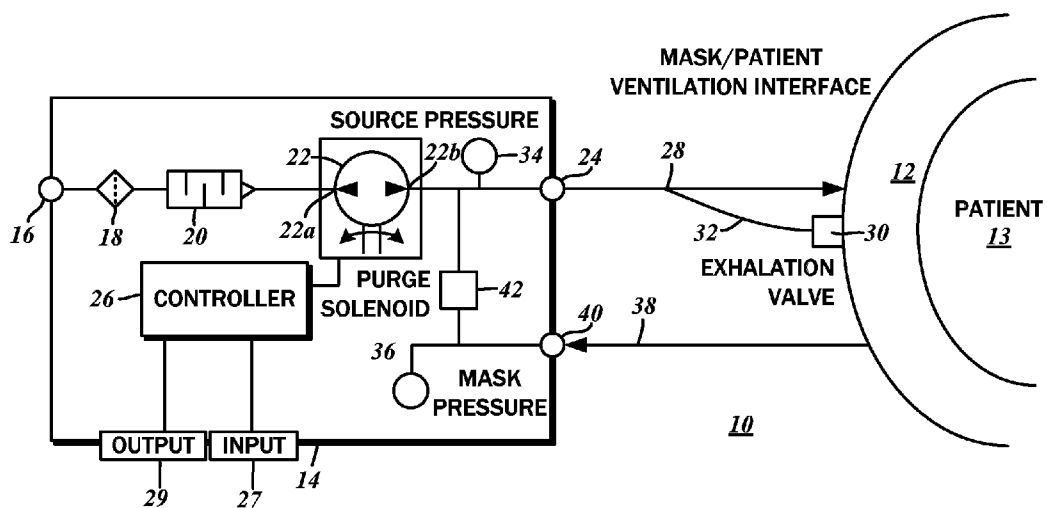 MASK/PATIENT
VENTILATION INTERFACE
SOURCE PRESSURE
22
22b
34
24
28
12
PATIENT
13
16
18
20
22a
32
30
EXHALATION
VALVE
PURGE
SOLENOID
26
CONTROLLER
42
40
38
36
MASK
PRESSURE
10
OUTPUT
INPUT
29
27
14